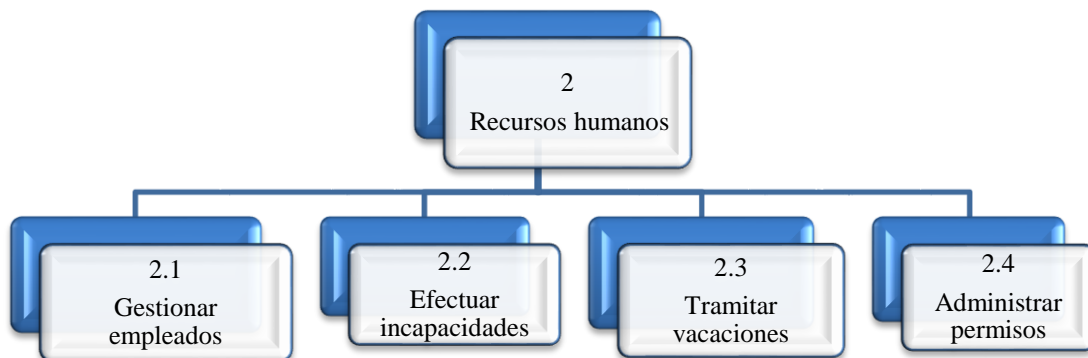 2
Recursos humanos
2.1
Gestionar
empleados
2.2
Efectuar
incapacidades
2.3
Tramitar
vacaciones
2.4
Administrar
permisos